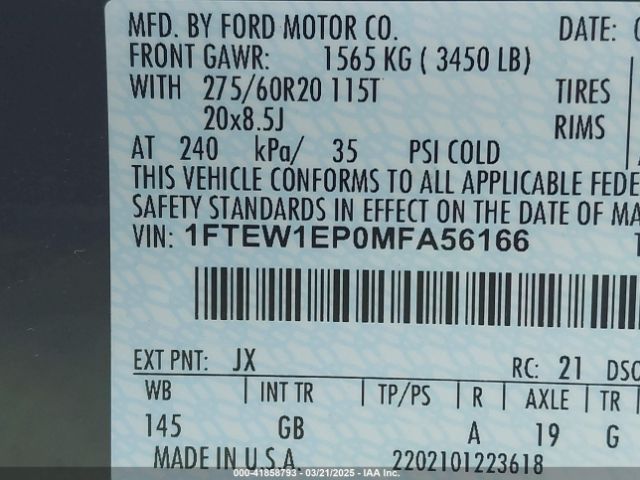 MFD. BY FORD MOTOR CO. DATE:
FRONT GAWR: 1565 KG ( 3450 LB)
WITH 275/60R20 115T TIRES
20x8.5J RIMS
AT 240 kPa/ 35 PSI COLD
THIS VEHICLE CONFORMS TO ALL APPLICABLE FEDE
SAFETY STANDARDS IN EFFECT ON THE DATE OF MA
VIN: 1FTEW1EP0MFA56166
EXT PNT: JX RC: 21 DSO
WB INT TR TP/PS R AXLE TR
145 GB A 19 G
MADE IN U.S.A. 2202101223618
000-41858793 - 03/21/2025 - IAA Inc.